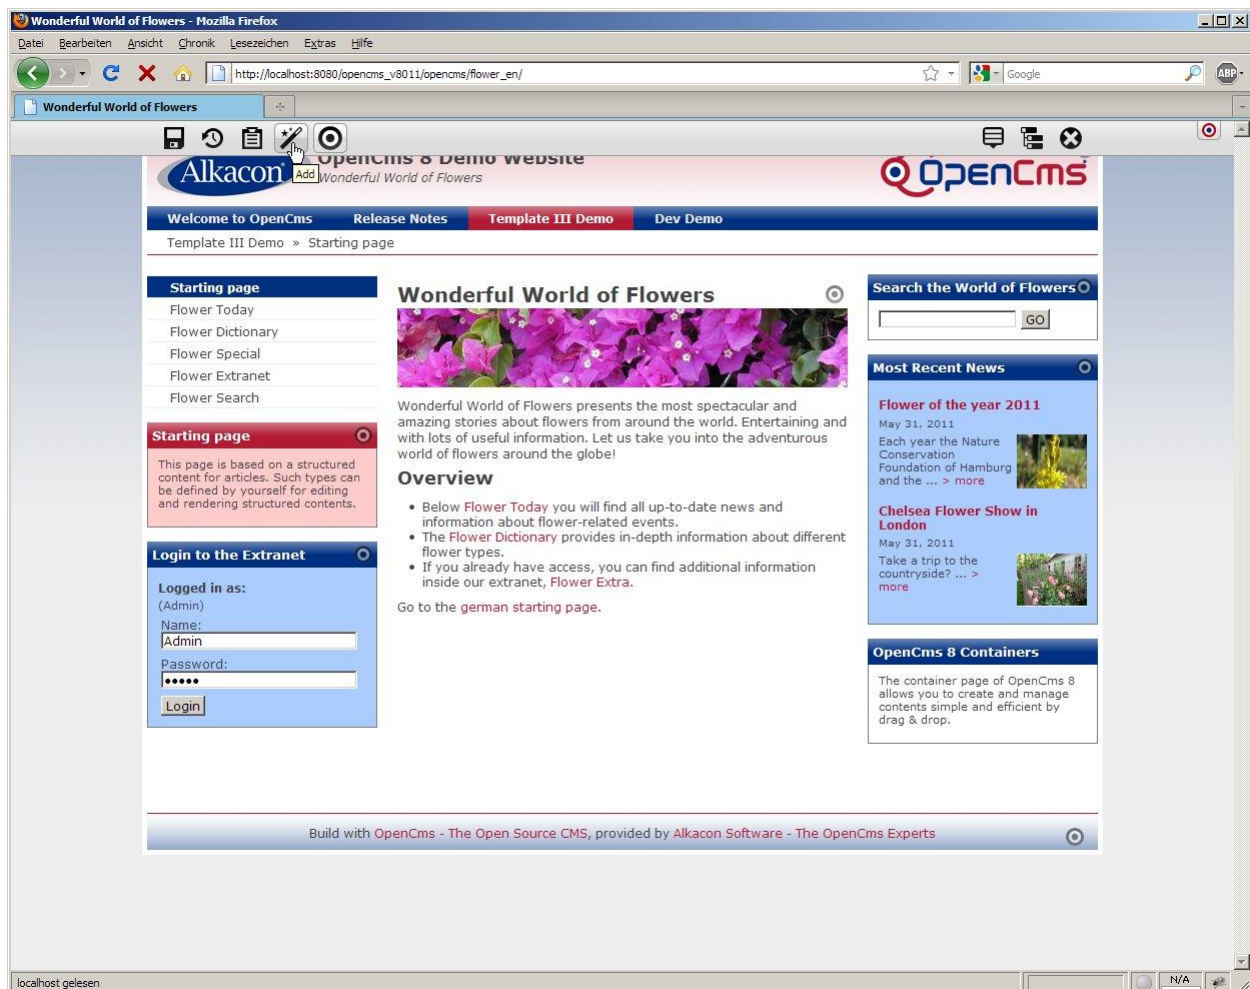 Wonderful World of Flowers - Mozilla Firefox
Datei Bearbeiten Ansicht Chronik Lesezeichen Extras Hilfe
http://localhost:8080/opencms_v8011/opencms/flower_en/
Google
ABP
Wonderful World of Flowers
Add
Alkacon
OpenCms 8 Demo Website
Wonderful World of Flowers
OpenCms
Welcome to OpenCms Release Notes Template III Demo Dev Demo
Template III Demo » Starting page
Starting page
Flower Today
Flower Dictionary
Flower Special
Flower Extranet
Flower Search
Starting page
This page is based on a structured
content for articles. Such types can
be defined by yourself for editing
and rendering structured contents.
Login to the Extranet
Logged in as:
(Admin)
Name:
Admin
Password:
•••••
Login
Wonderful World of Flowers
Wonderful World of Flowers presents the most spectacular and
amazing stories about flowers from around the world. Entertaining and
with lots of useful information. Let us take you into the adventurous
world of flowers around the globe!
Overview
• Below Flower Today you will find all up-to-date news and
information about flower-related events.
• The Flower Dictionary provides in-depth information about different
flower types.
• If you already have access, you can find additional information
inside our extranet, Flower Extra.
Go to the german starting page.
Search the World of Flowers
GO
Most Recent News
Flower of the year 2011
May 31, 2011
Each year the Nature
Conservation
Foundation of Hamburg
and the ... > more
Chelsea Flower Show in
London
May 31, 2011
Take a trip to the
countryside? ... >
more
OpenCms 8 Containers
The container page of OpenCms 8
allows you to create and manage
contents simple and efficient by
drag & drop.
Build with OpenCms - The Open Source CMS, provided by Alkacon Software - The OpenCms Experts
localhost gelesen
N/A